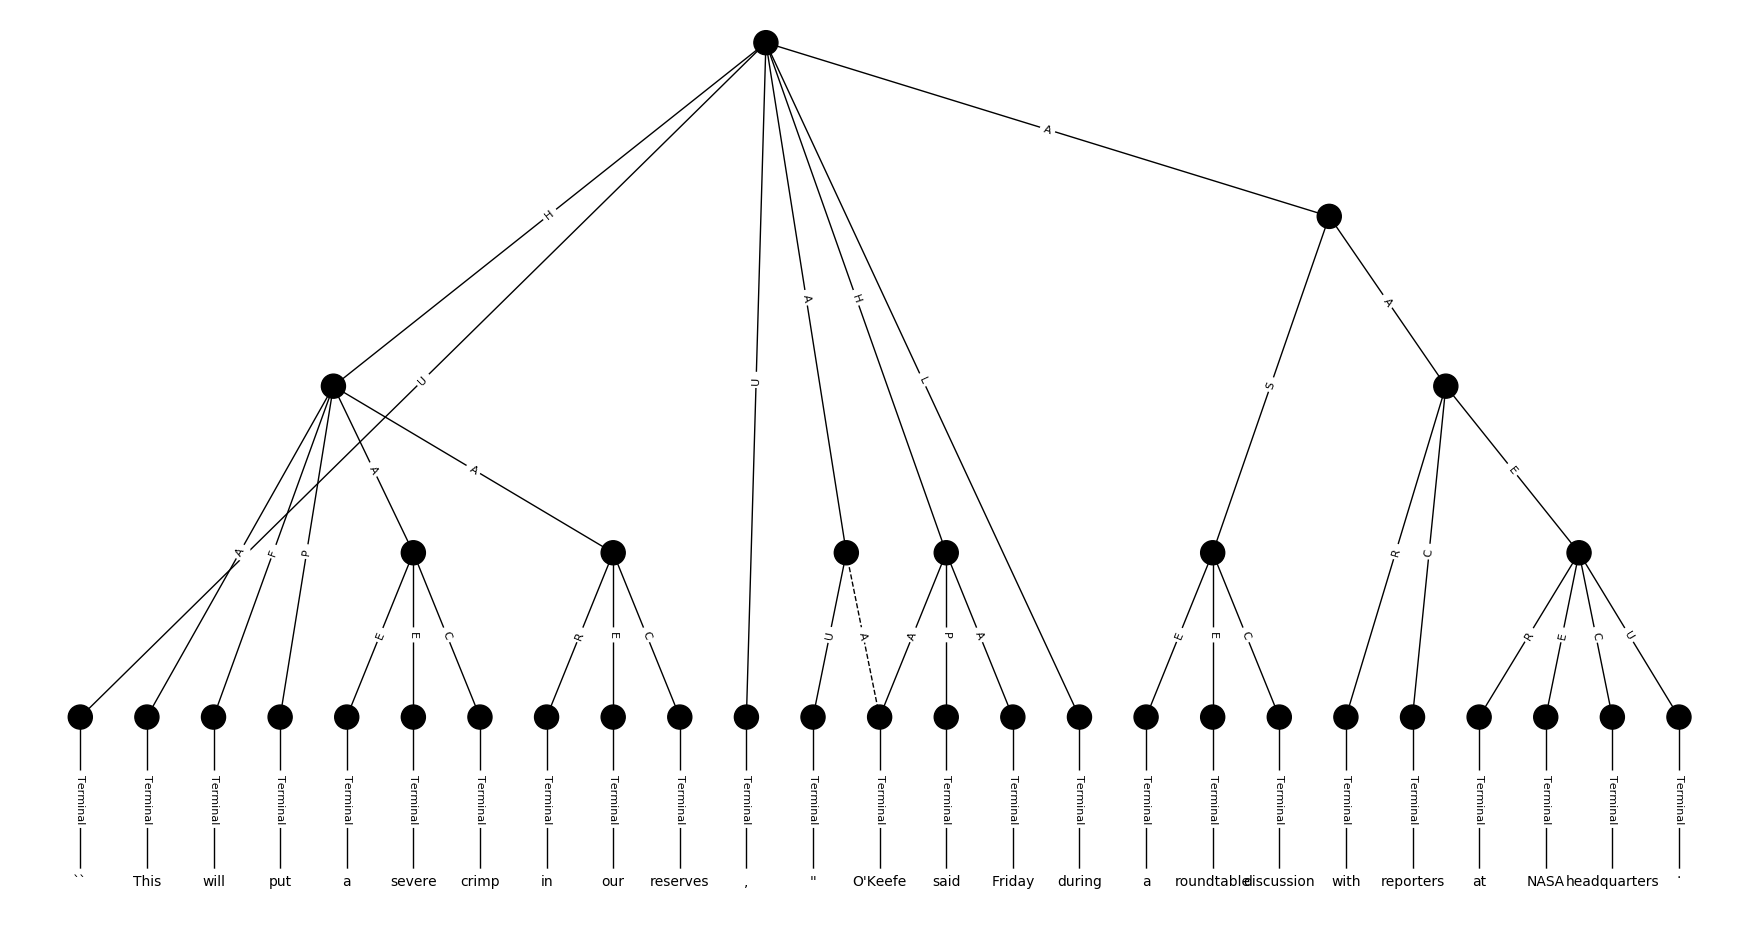 A
H
A
U
S
A
H
U
L
A
A
A
E
A
F
P
R
C
E
E
C
R
E
C
U
A
A
P
A
E
E
C
R
E
C
U
Terminal Terminal Terminal Terminal Terminal Terminal Terminal Terminal Terminal Terminal Terminal Terminal Terminal Terminal Terminal Terminal Terminal Terminal Terminal Terminal Terminal Terminal Terminal Terminal Terminal
`` This will put a severe crimp in our reserves , " O'Keefe said Friday during a roundtable discussion with reporters at NASA headquarters .